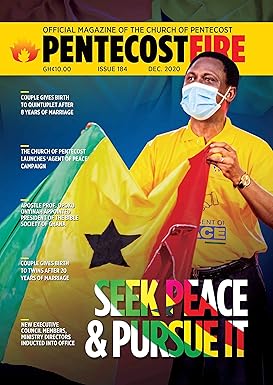 OFFICIAL MAGAZINE OF THE CHURCH OF PENTECOST
PENTECOSTFIRE
GH¢10.00 ISSUE 184 DEC. 2020
COUPLE GIVES BIRTH
TO QUINTUPLET AFTER
8 YEARS OF MARRIAGE
THE CHURCH OF PENTECOST
LAUNCHES 'AGENT OF PEACE'
CAMPAIGN
APOSTLE PROF. OPOKU
ONYINAH APPOINTED
PRESIDENT OF THE BIBLE
SOCIETY OF GHANA
COUPLE GIVES BIRTH
TO TWINS AFTER 20
YEARS OF MARRIAGE
NEW EXECUTIVE
COUNCIL MEMBERS,
MINISTRY DIRECTORS
INDUCTED INTO OFFICE
SEEK PEACE
& PURSUE IT